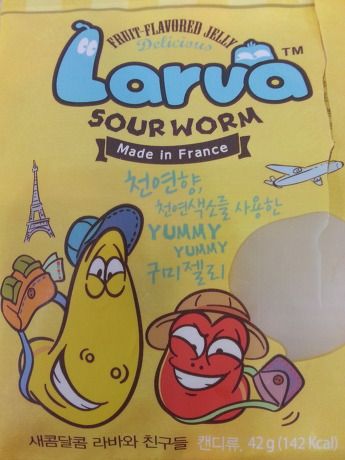 FRUIT-FLAVORED JELLY
Delicious
Larva™
SOUR WORM
Made in France
천연향,
천연색소를 사용한
YUMMY
YUMMY
구미젤리
새콤달콤 라바와 친구들 캔디류, 42 g (142 Kcal)